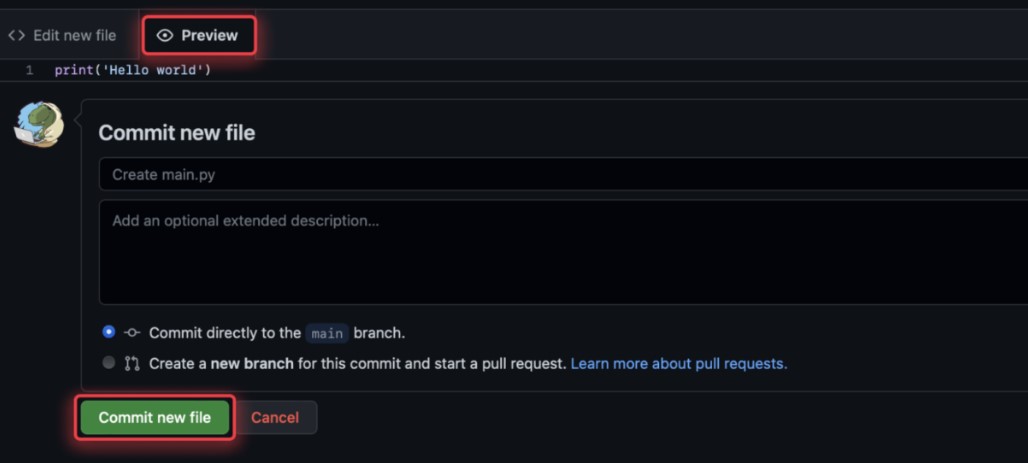 Edit new file Preview
1 print('Hello world')
Commit new file
Create main.py
Add an optional extended description...
Commit directly to the main branch.
Create a new branch for this commit and start a pull request. Learn more about pull requests.
Commit new file Cancel